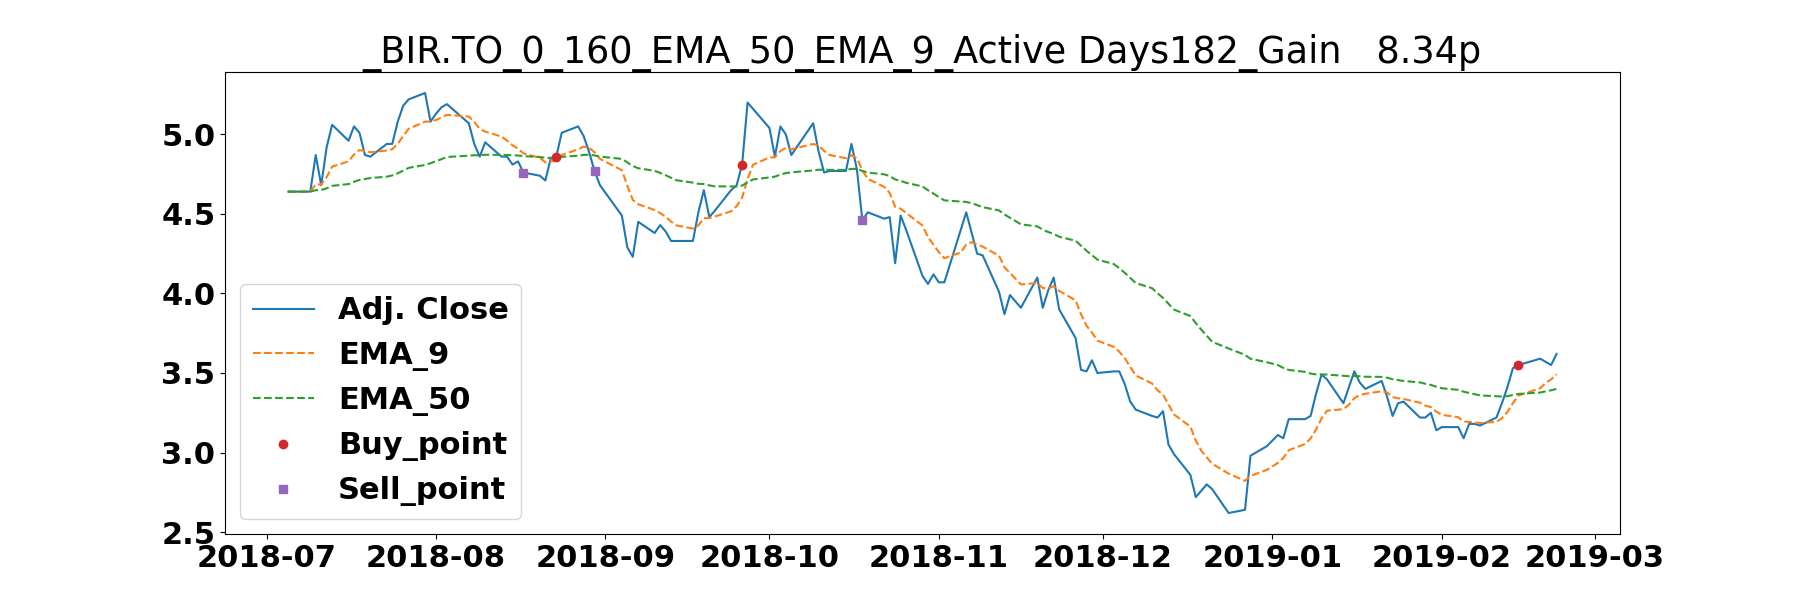 _BIR.TO_0_160_EMA_50_EMA_9_Active Days182_Gain   8.34p
5.0
4.5
4.0
3.5
3.0
2.5
Adj. Close
EMA_9
EMA_50
Buy_point
Sell_point
2018-07 2018-08 2018-09 2018-10 2018-11 2018-12 2019-01 2019-02 2019-03